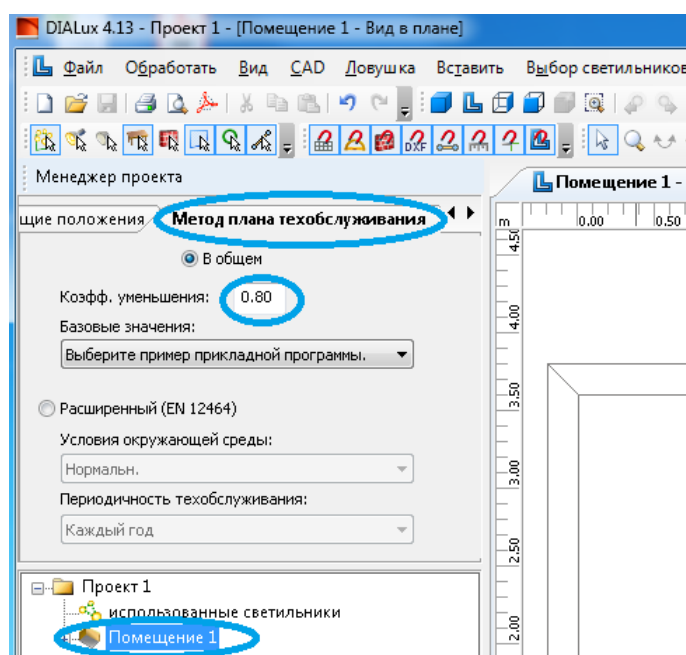 DIALux 4.13 - Проект 1 - [Помещение 1 - Вид в плане]
Файл Обработать Вид CAD Ловушка Вставить Выбор светильников
DXF
Менеджер проекта
Помещение 1 -
щие положения Метод плана техобслуживания
m 0.00 0.50
В общем
Коэфф. уменьшения: 0.80
Базовые значения:
Выберите пример прикладной программы.
Расширенный (EN 12464)
Условия окружающей среды:
Нормальн.
Периодичность техобслуживания:
Каждый год
4.50
4.00
3.50
3.00
2.50
2.00
Проект 1
использованные светильники
Помещение 1